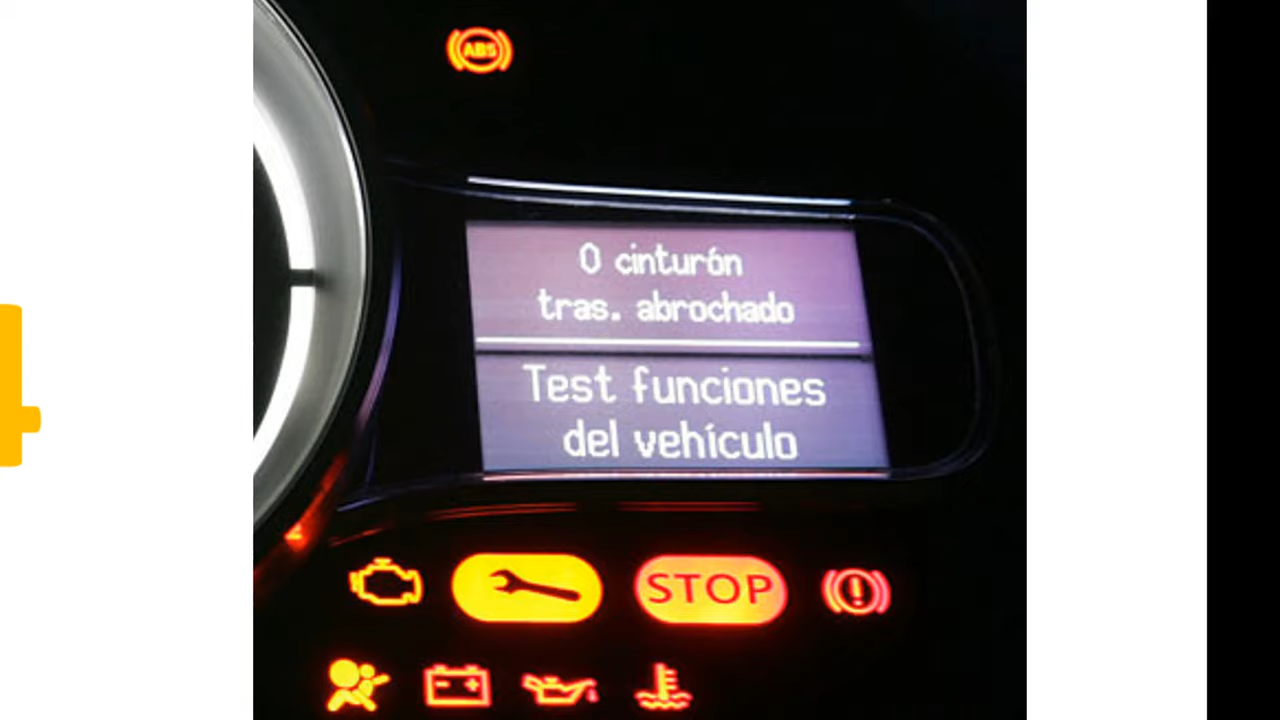 ABS
0 cinturón
tras. abrochado
Test funciones
del vehículo
STOP